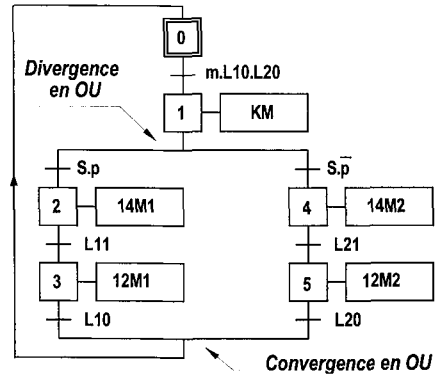 0
Divergence
en OU
m.L10.L20
1 KM
S.p S.p̅
2 14M1 4 14M2
L11 L21
3 12M1 5 12M2
L10 L20
Convergence en OU